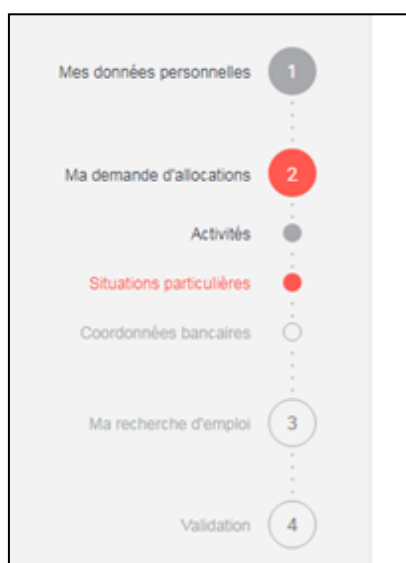 Mes données personnelles 1
Ma demande d'allocations 2
Activités
Situations particulières
Coordonnées bancaires
Ma recherche d'emploi 3
Validation 4